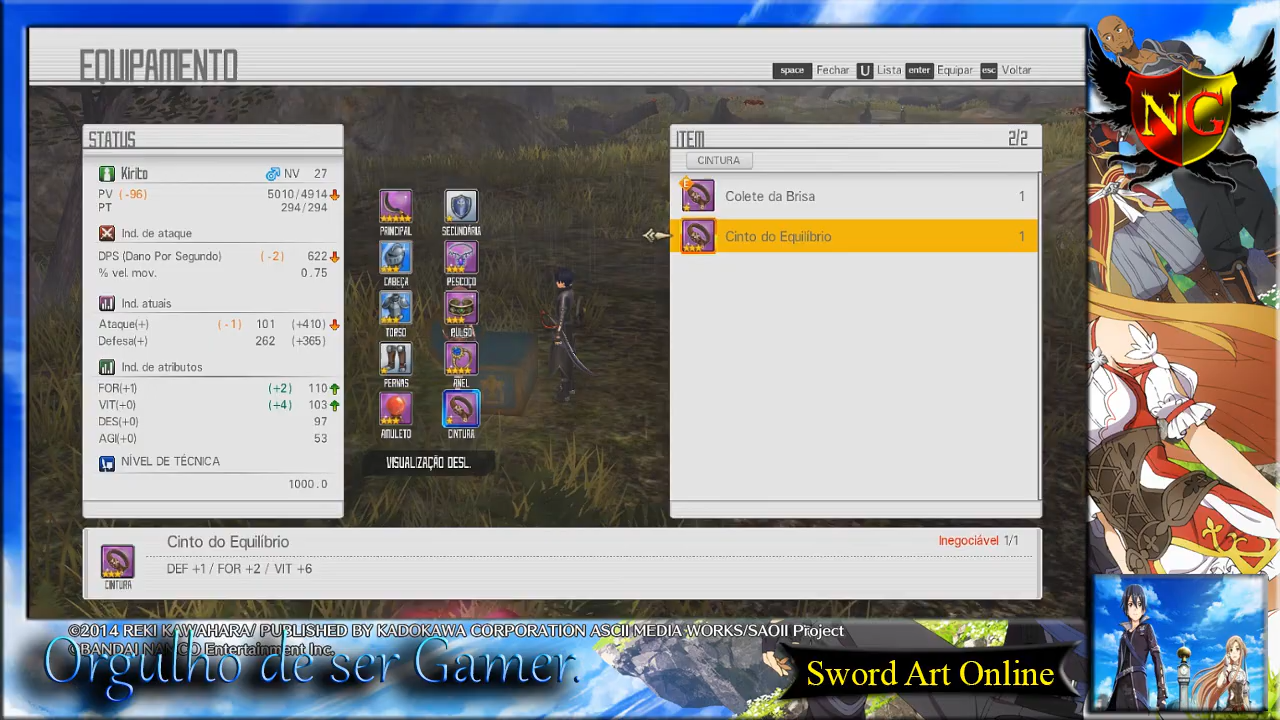 EQUIPAMENTO
space Fechar U Lista enter Equipar esc Voltar
STATUS
Kirito NV 27
PV (-96) 5010/4914
PT 294/294
Ind. de ataque
DPS (Dano Por Segundo) (-2) 622
% vel mov. 0.75
Ind. atuais
Ataque(+) (-1) 101 (+410)
Defesa(+) 262 (+365)
Ind. de atributos
FOR(+1) (+2) 110
VIT(+0) (+4) 103
DES(+0) 97
AGI(+0) 53
NÍVEL DE TÉCNICA
1000.0
PRINCIPAL SECUNDÁRIA
CABEÇA PESCOÇO
TORSO PULSO
PERNAS ANEL
AMULETO CINTURA
VISUALIZAÇÃO DESL.
ITEM 2/2
CINTURA
E
Colete da Brisa 1
Cinto do Equilíbrio 1
Cinto do Equilíbrio Inegociável 1/1
DEF +1 / FOR +2 / VIT +6
CINTURA
©2014 REKI KAWAHARA/ PUBLISHED BY KADOKAWA CORPORATION ASCII MEDIA WORKS/SAOII Project
©BANDAI NAMCO Entertainment Inc.
Orgulho de ser Gamer.
Sword Art Online
NG